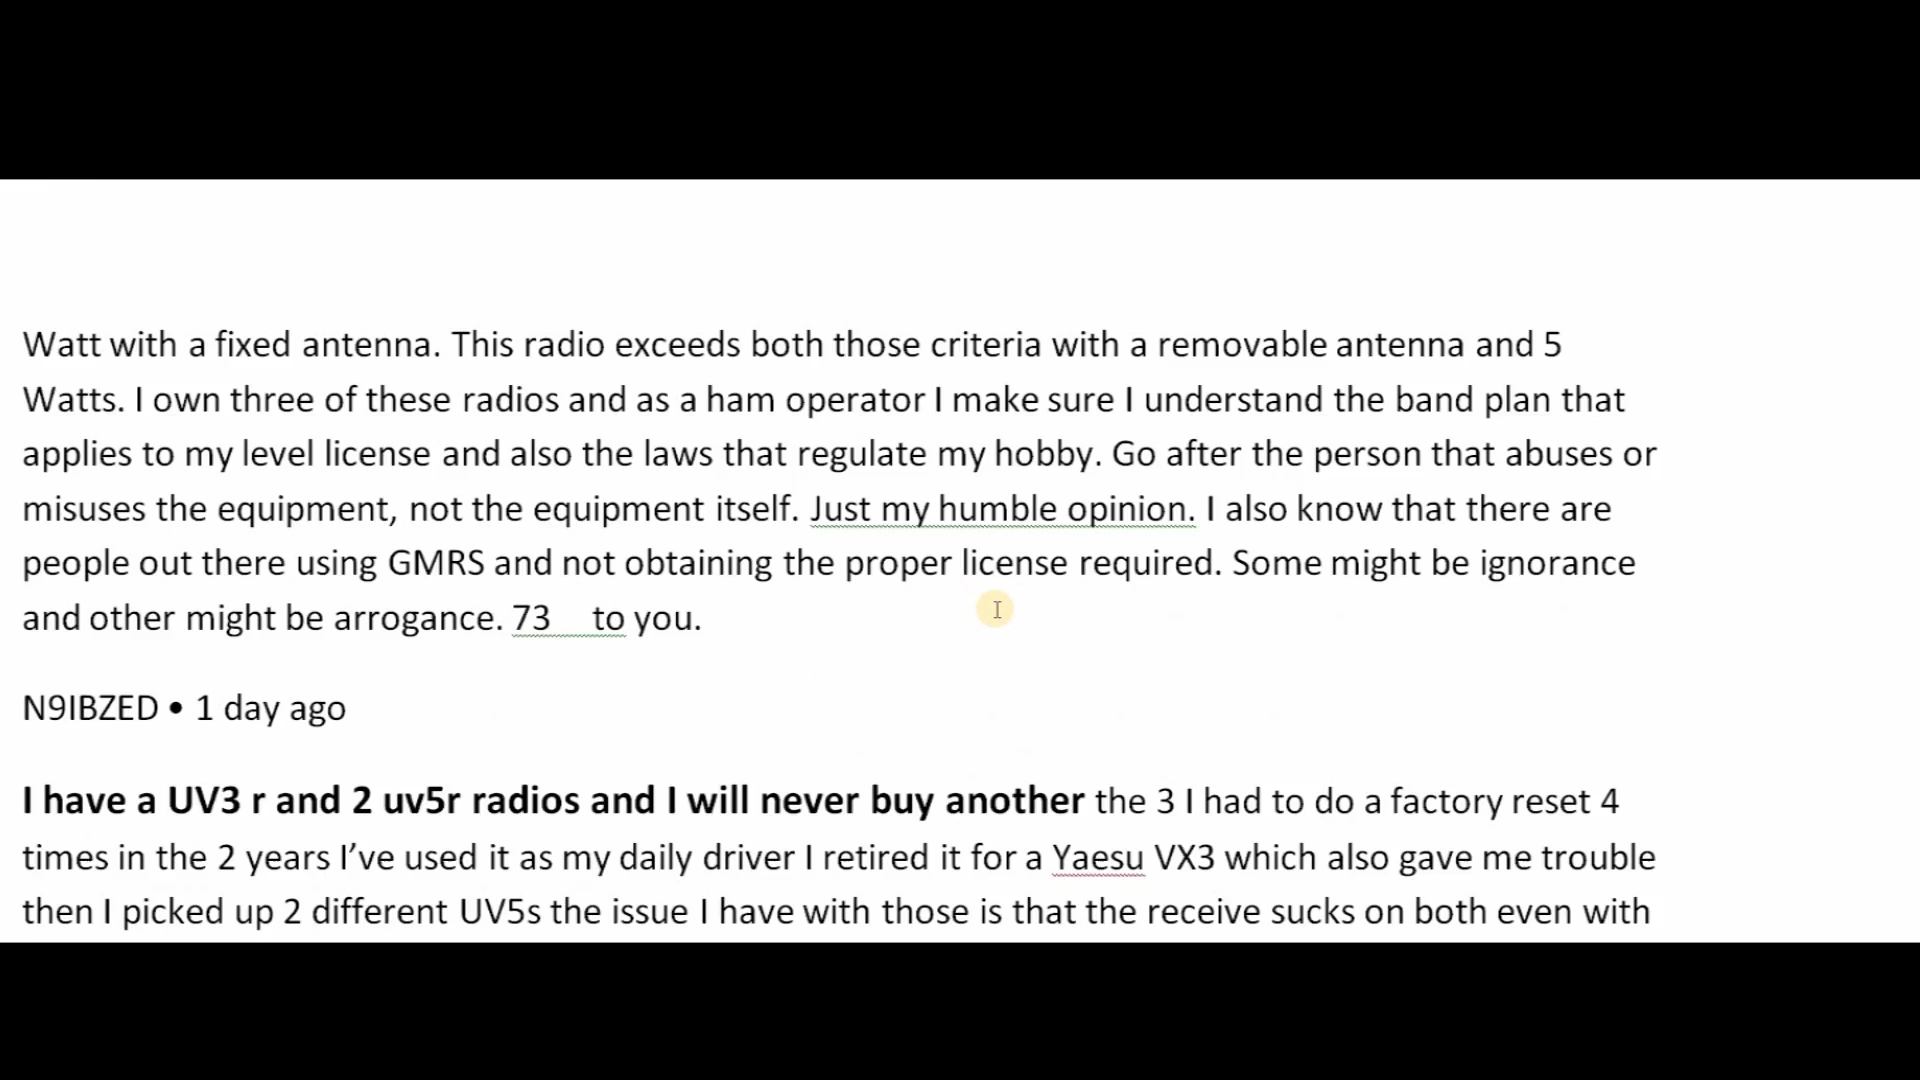 Watt with a fixed antenna. This radio exceeds both those criteria with a removable antenna and 5
Watts. I own three of these radios and as a ham operator I make sure I understand the band plan that
applies to my level license and also the laws that regulate my hobby. Go after the person that abuses or
misuses the equipment, not the equipment itself. Just my humble opinion. I also know that there are
people out there using GMRS and not obtaining the proper license required. Some might be ignorance
and other might be arrogance. 73 to you.
N9IBZED • 1 day ago
I have a UV3 r and 2 uv5r radios and I will never buy another the 3 I had to do a factory reset 4
times in the 2 years I’ve used it as my daily driver I retired it for a Yaesu VX3 which also gave me trouble
then I picked up 2 different UV5s the issue I have with those is that the receive sucks on both even with